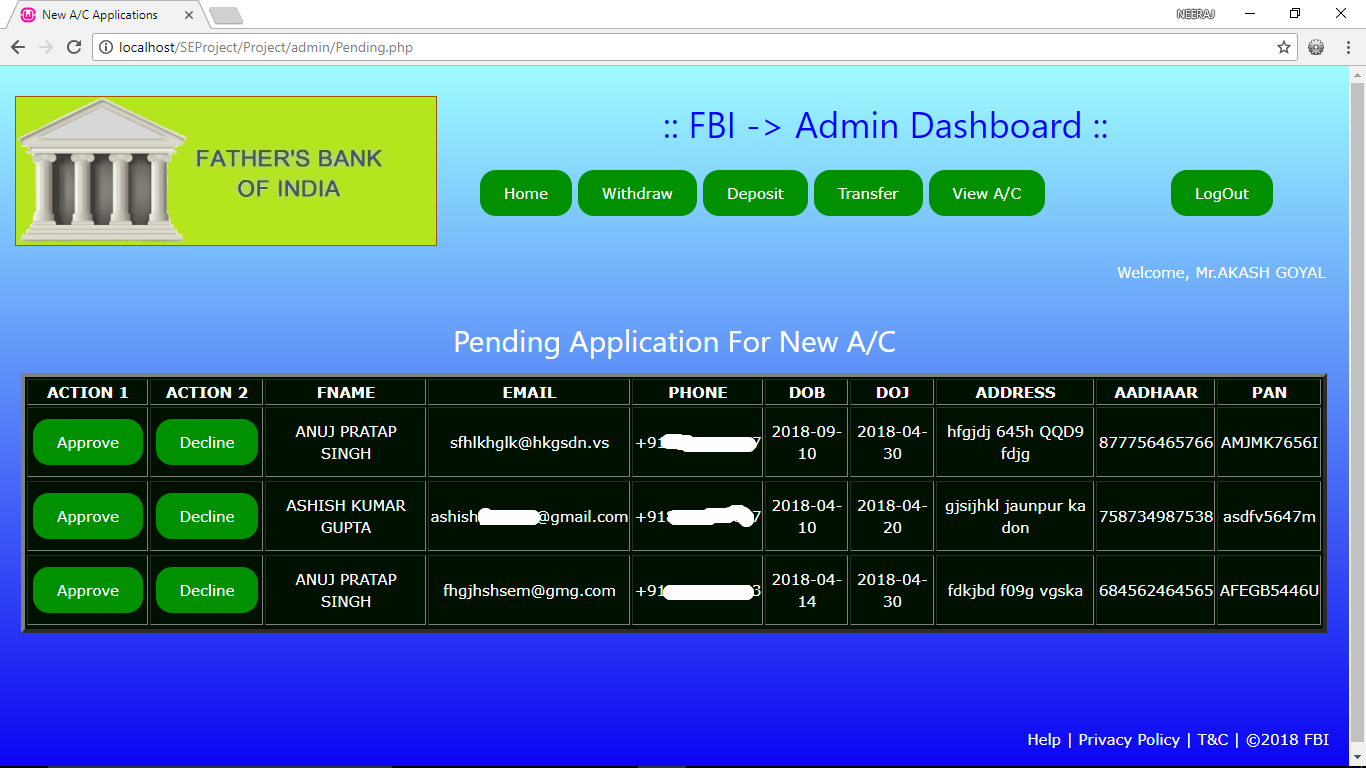 New A/C Applications
NEERAJ
localhost/SEProject/Project/admin/Pending.php
FATHER'S BANK
OF INDIA
:: FBI -> Admin Dashboard ::
Home Withdraw Deposit Transfer View A/C LogOut
Welcome, Mr.AKASH GOYAL
Pending Application For New A/C
ACTION 1 ACTION 2 FNAME EMAIL PHONE DOB DOJ ADDRESS AADHAAR PAN
Approve Decline ANUJ PRATAP SINGH sfhlkhglk@hkgsdn.vs +91 7 2018-09-10 2018-04-30 hfgjdj 645h QQD9 fdjg 877756465766 AMJMK7656I
Approve Decline ASHISH KUMAR GUPTA ashish @gmail.com +91 7 2018-04-10 2018-04-20 gjsijhkl jaunpur ka don 758734987538 asdfv5647m
Approve Decline ANUJ PRATAP SINGH fhgjhshsem@gmg.com +91 3 2018-04-14 2018-04-30 fdkjbd f09g vgska 684562464565 AFEGB5446U
Help | Privacy Policy | T&C | ©2018 FBI